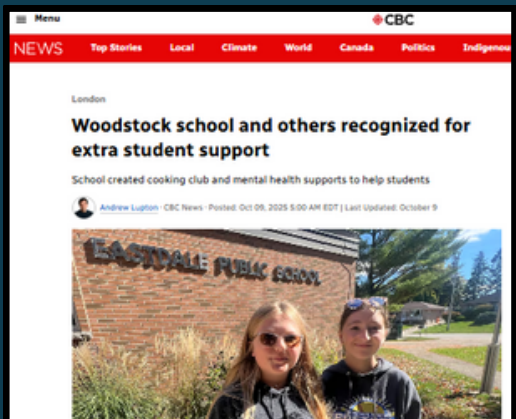 Menu
CBC
NEWS Top Stories Local Climate World Canada Politics Indigenou
London
Woodstock school and others recognized for
extra student support
School created cooking club and mental health supports to help students
Andrew Lupton · CBC News · Posted: Oct 09, 2025 5:00 AM EDT | Last Updated: October 9
EASTDALE PUBLIC SCHOOL